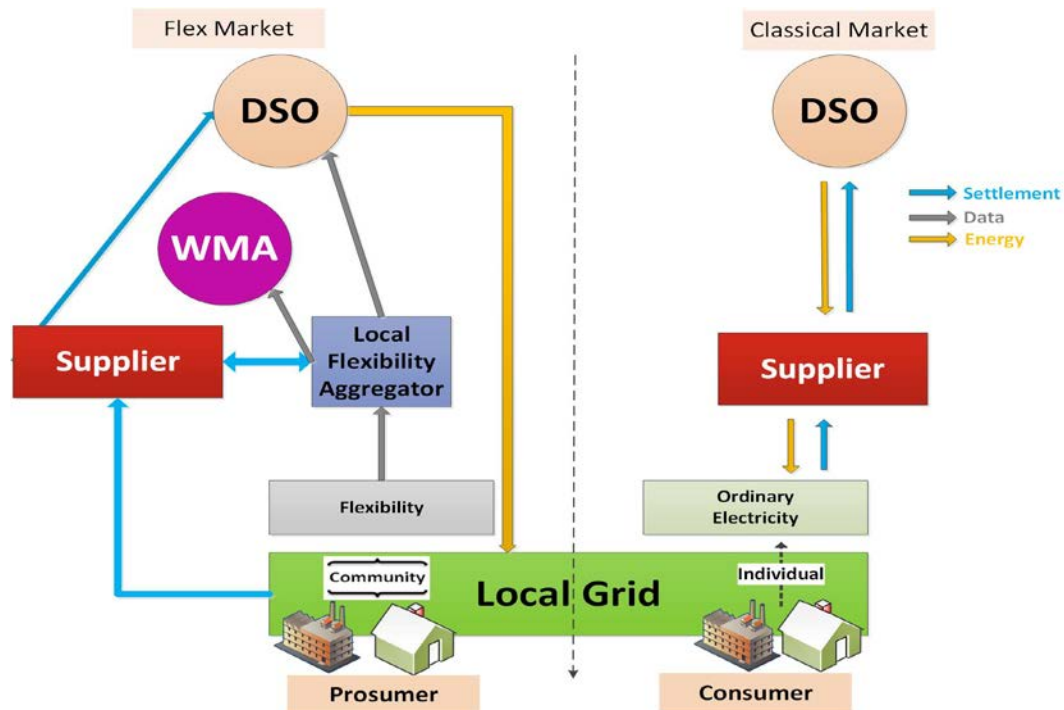 Flex Market
Classical Market
DSO
DSO
WMA
Settlement
Data
Energy
Supplier
Local
Flexibility
Aggregator
Supplier
Flexibility
Ordinary
Electricity
Community
Local Grid
Individual
Prosumer
Consumer